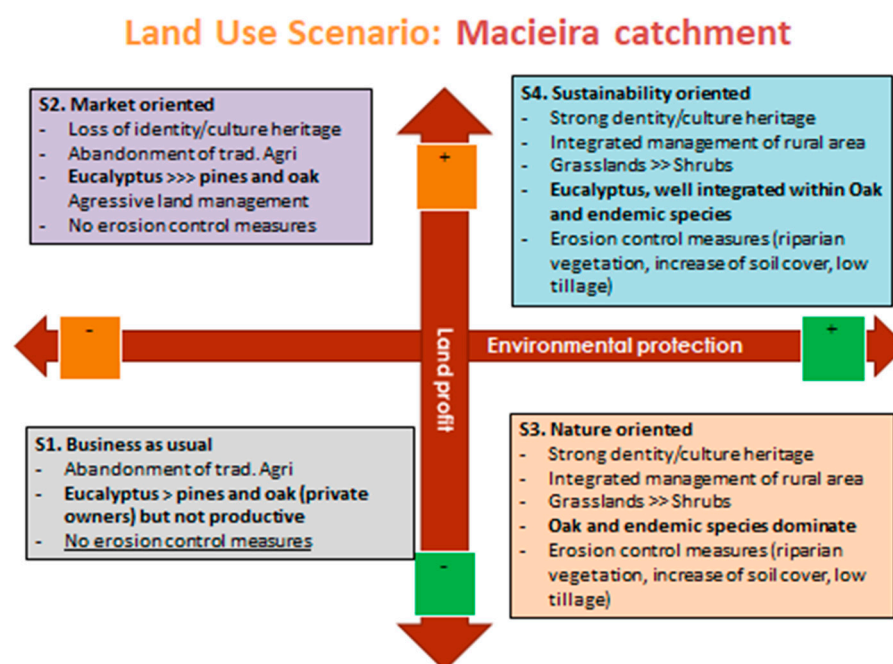 Land Use Scenario: Macieira catchment
S2. Market oriented
- Loss of identity/culture heritage
- Abandonment of trad. Agri
- Eucalyptus >>> pines and oak
Agressive land management
- No erosion control measures
S4. Sustainability oriented
- Strong dentity/culture heritage
- Integrated management of rural area
- Grasslands >> Shrubs
- Eucalyptus, well integrated within Oak
and endemic species
- Erosion control measures (riparian
vegetation, increase of soil cover, low
tillage)
+
-
Land profit
Environmental protection
+
S1. Business as usual
- Abandonment of trad. Agri
- Eucalyptus > pines and oak (private
owners) but not productive
- No erosion control measures
S3. Nature oriented
- Strong dentity/culture heritage
- Integrated management of rural area
- Grasslands >> Shrubs
- Oak and endemic species dominate
- Erosion control measures (riparian
vegetation, increase of soil cover, low
tillage)
-